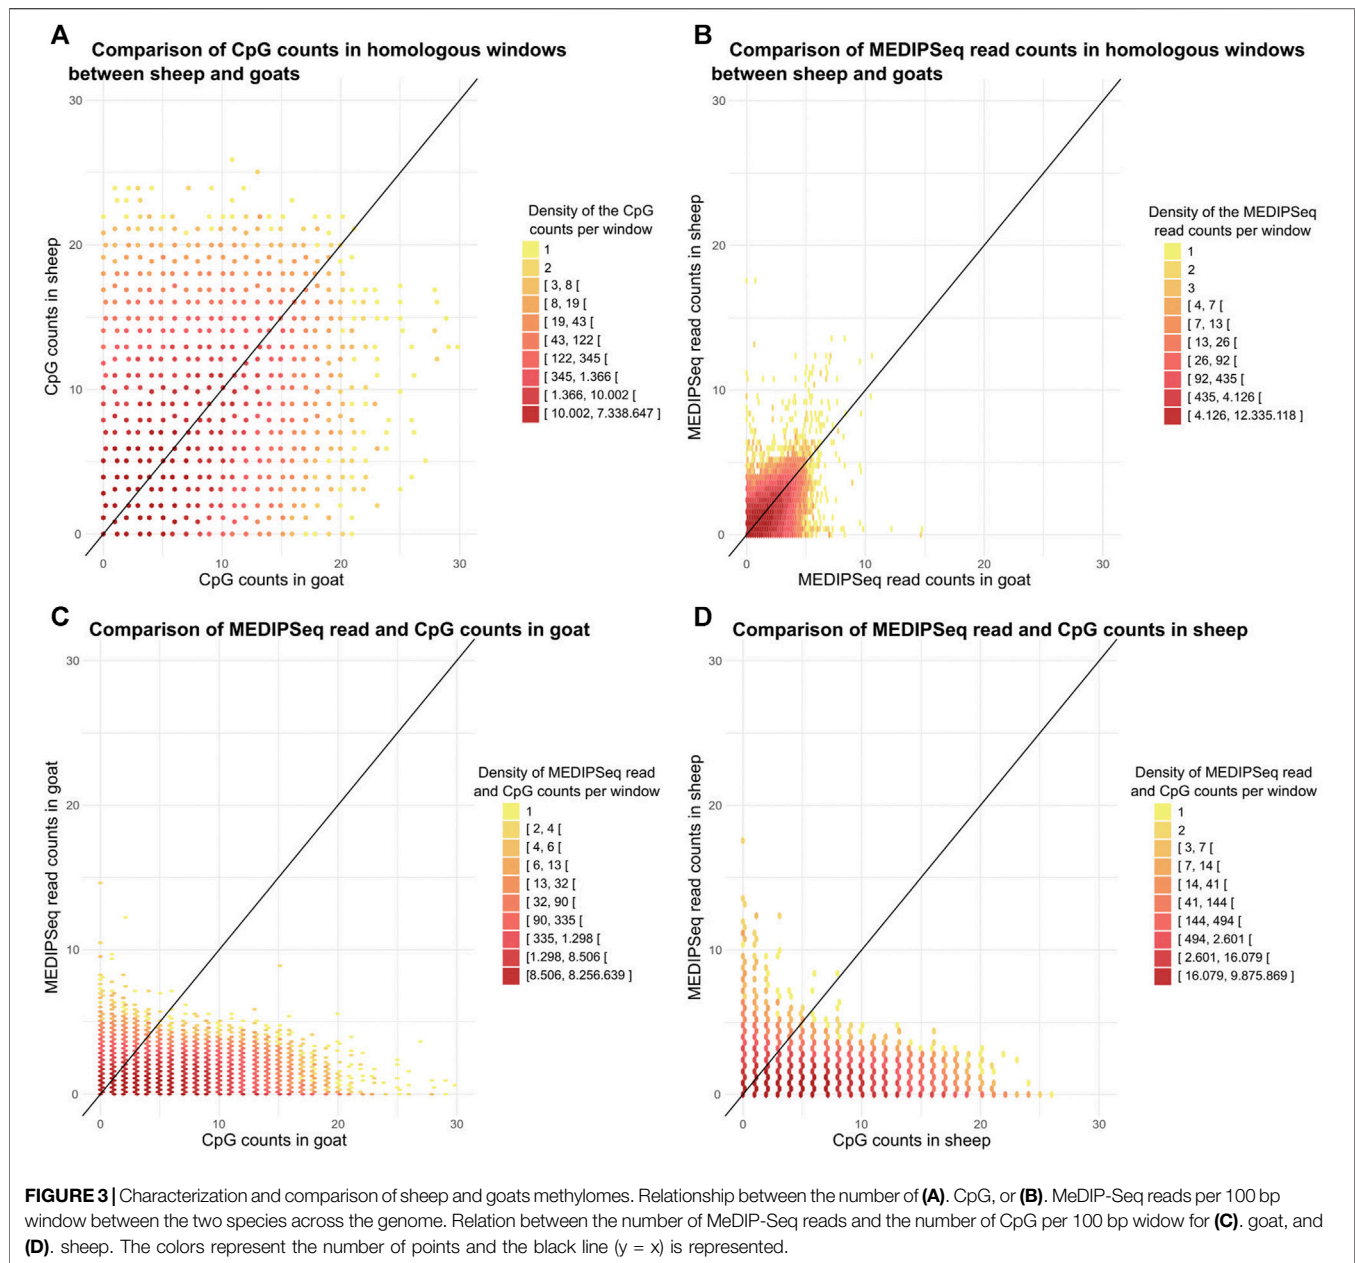 A
Comparison of CpG counts in homologous windows
between sheep and goats
30
20
10
0
CpG counts in sheep
0 10 20 30
CpG counts in goat
Density of the CpG
counts per window
1
2
[ 3, 8 [
[ 8, 19 [
[ 19, 43 [
[ 43, 122 [
[ 122, 345 [
[ 345, 1.366 [
[ 1.366, 10.002 [
[ 10.002, 7.338.647 ]
B
Comparison of MEDIPSeq read counts in homologous windows
between sheep and goats
30
20
10
0
MEDIPSeq read counts in sheep
0 10 20 30
MEDIPSeq read counts in goat
Density of the MEDIPSeq
read counts per window
1
2
3
[ 4, 7 [
[ 7, 13 [
[ 13, 26 [
[ 26, 92 [
[ 92, 435 [
[ 435, 4.126 [
[ 4.126, 12.335.118 ]
C
Comparison of MEDIPSeq read and CpG counts in goat
30
20
10
0
MEDIPSeq read counts in goat
0 10 20 30
CpG counts in goat
Density of MEDIPSeq read
and CpG counts per window
1
[ 2, 4 [
[ 4, 6 [
[ 6, 13 [
[ 13, 32 [
[ 32, 90 [
[ 90, 335 [
[ 335, 1.298 [
[1.298, 8.506 [
[8.506, 8.256.639 ]
D
Comparison of MEDIPSeq read and CpG counts in sheep
30
20
10
0
MEDIPSeq read counts in sheep
0 10 20 30
CpG counts in sheep
Density of MEDIPSeq read
and CpG counts per window
1
2
[ 3, 7 [
[ 7, 14 [
[ 14, 41 [
[ 41, 144 [
[ 144, 494 [
[ 494, 2.601 [
[ 2.601, 16.079 [
[ 16.079, 9.875.869 ]
FIGURE 3 | Characterization and comparison of sheep and goats methylomes. Relationship between the number of (A). CpG, or (B). MeDIP-Seq reads per 100 bp
window between the two species across the genome. Relation between the number of MeDIP-Seq reads and the number of CpG per 100 bp widow for (C). goat, and
(D). sheep. The colors represent the number of points and the black line (y = x) is represented.